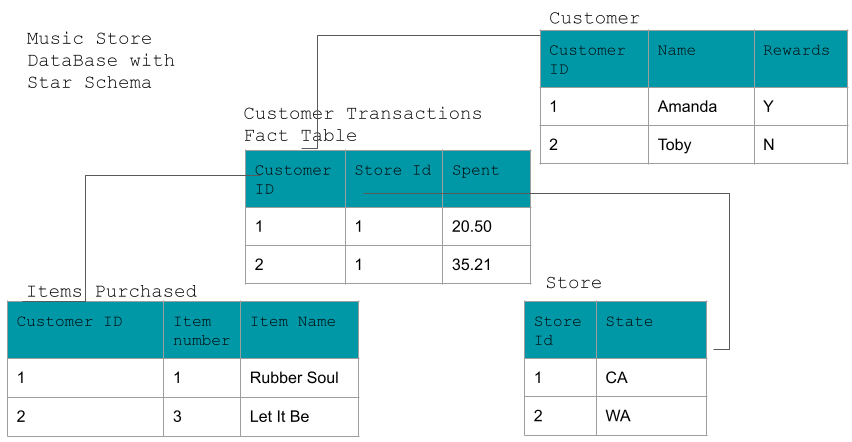 Music Store
DataBase with
Star Schema
Customer
Customer ID Name Rewards
1 Amanda Y
2 Toby N
Customer Transactions
Fact Table
Customer ID Store Id Spent
1 1 20.50
2 1 35.21
Items Purchased
Customer ID Item number Item Name
1 1 Rubber Soul
2 3 Let It Be
Store
Store Id State
1 CA
2 WA